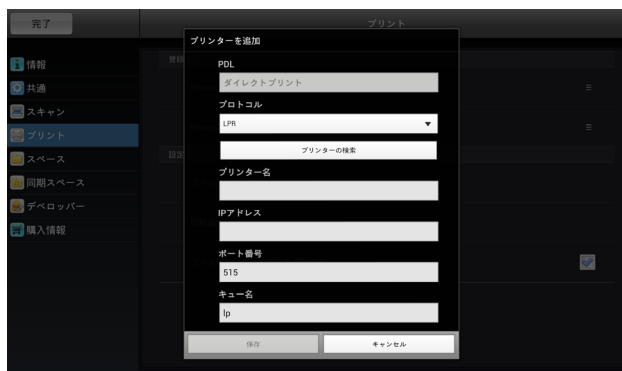 完了
プリント
プリンターを追加
情報
共通
スキャン
プリント
スペース
同期スペース
デベロッパー
購入情報
登録
設定
PDL
ダイレクトプリント
プロトコル
LPR
プリンターの検索
プリンター名
IPアドレス
ポート番号
515
キュー名
lp
保存
キャンセル